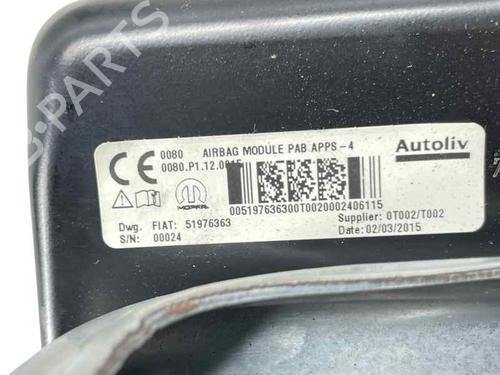 B-PARTS
CE 0080 AIRBAG MODULE PAB APPS-4
0080.P1.12.0015
Autoliv
MOPAR
005197636300T0020002406115
Dwg. FIAT: 51976363
Supplier: 0T002/T002
S/N: 00024
Date: 02/03/2015